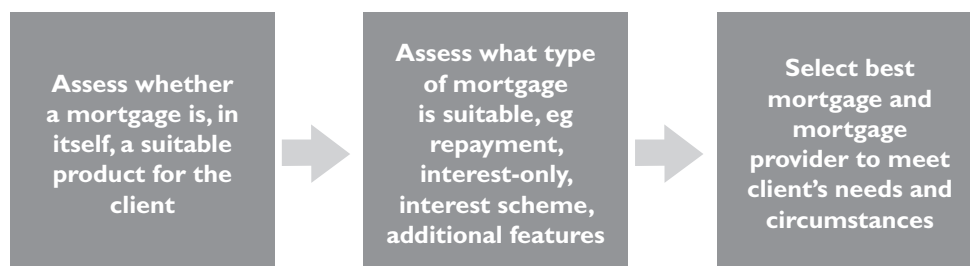 Assess whether
a mortgage is, in
itself, a suitable
product for the
client
Assess what type
of mortgage
is suitable, eg
repayment,
interest-only,
interest scheme,
additional features
Select best
mortgage and
mortgage
provider to meet
client's needs and
circumstances